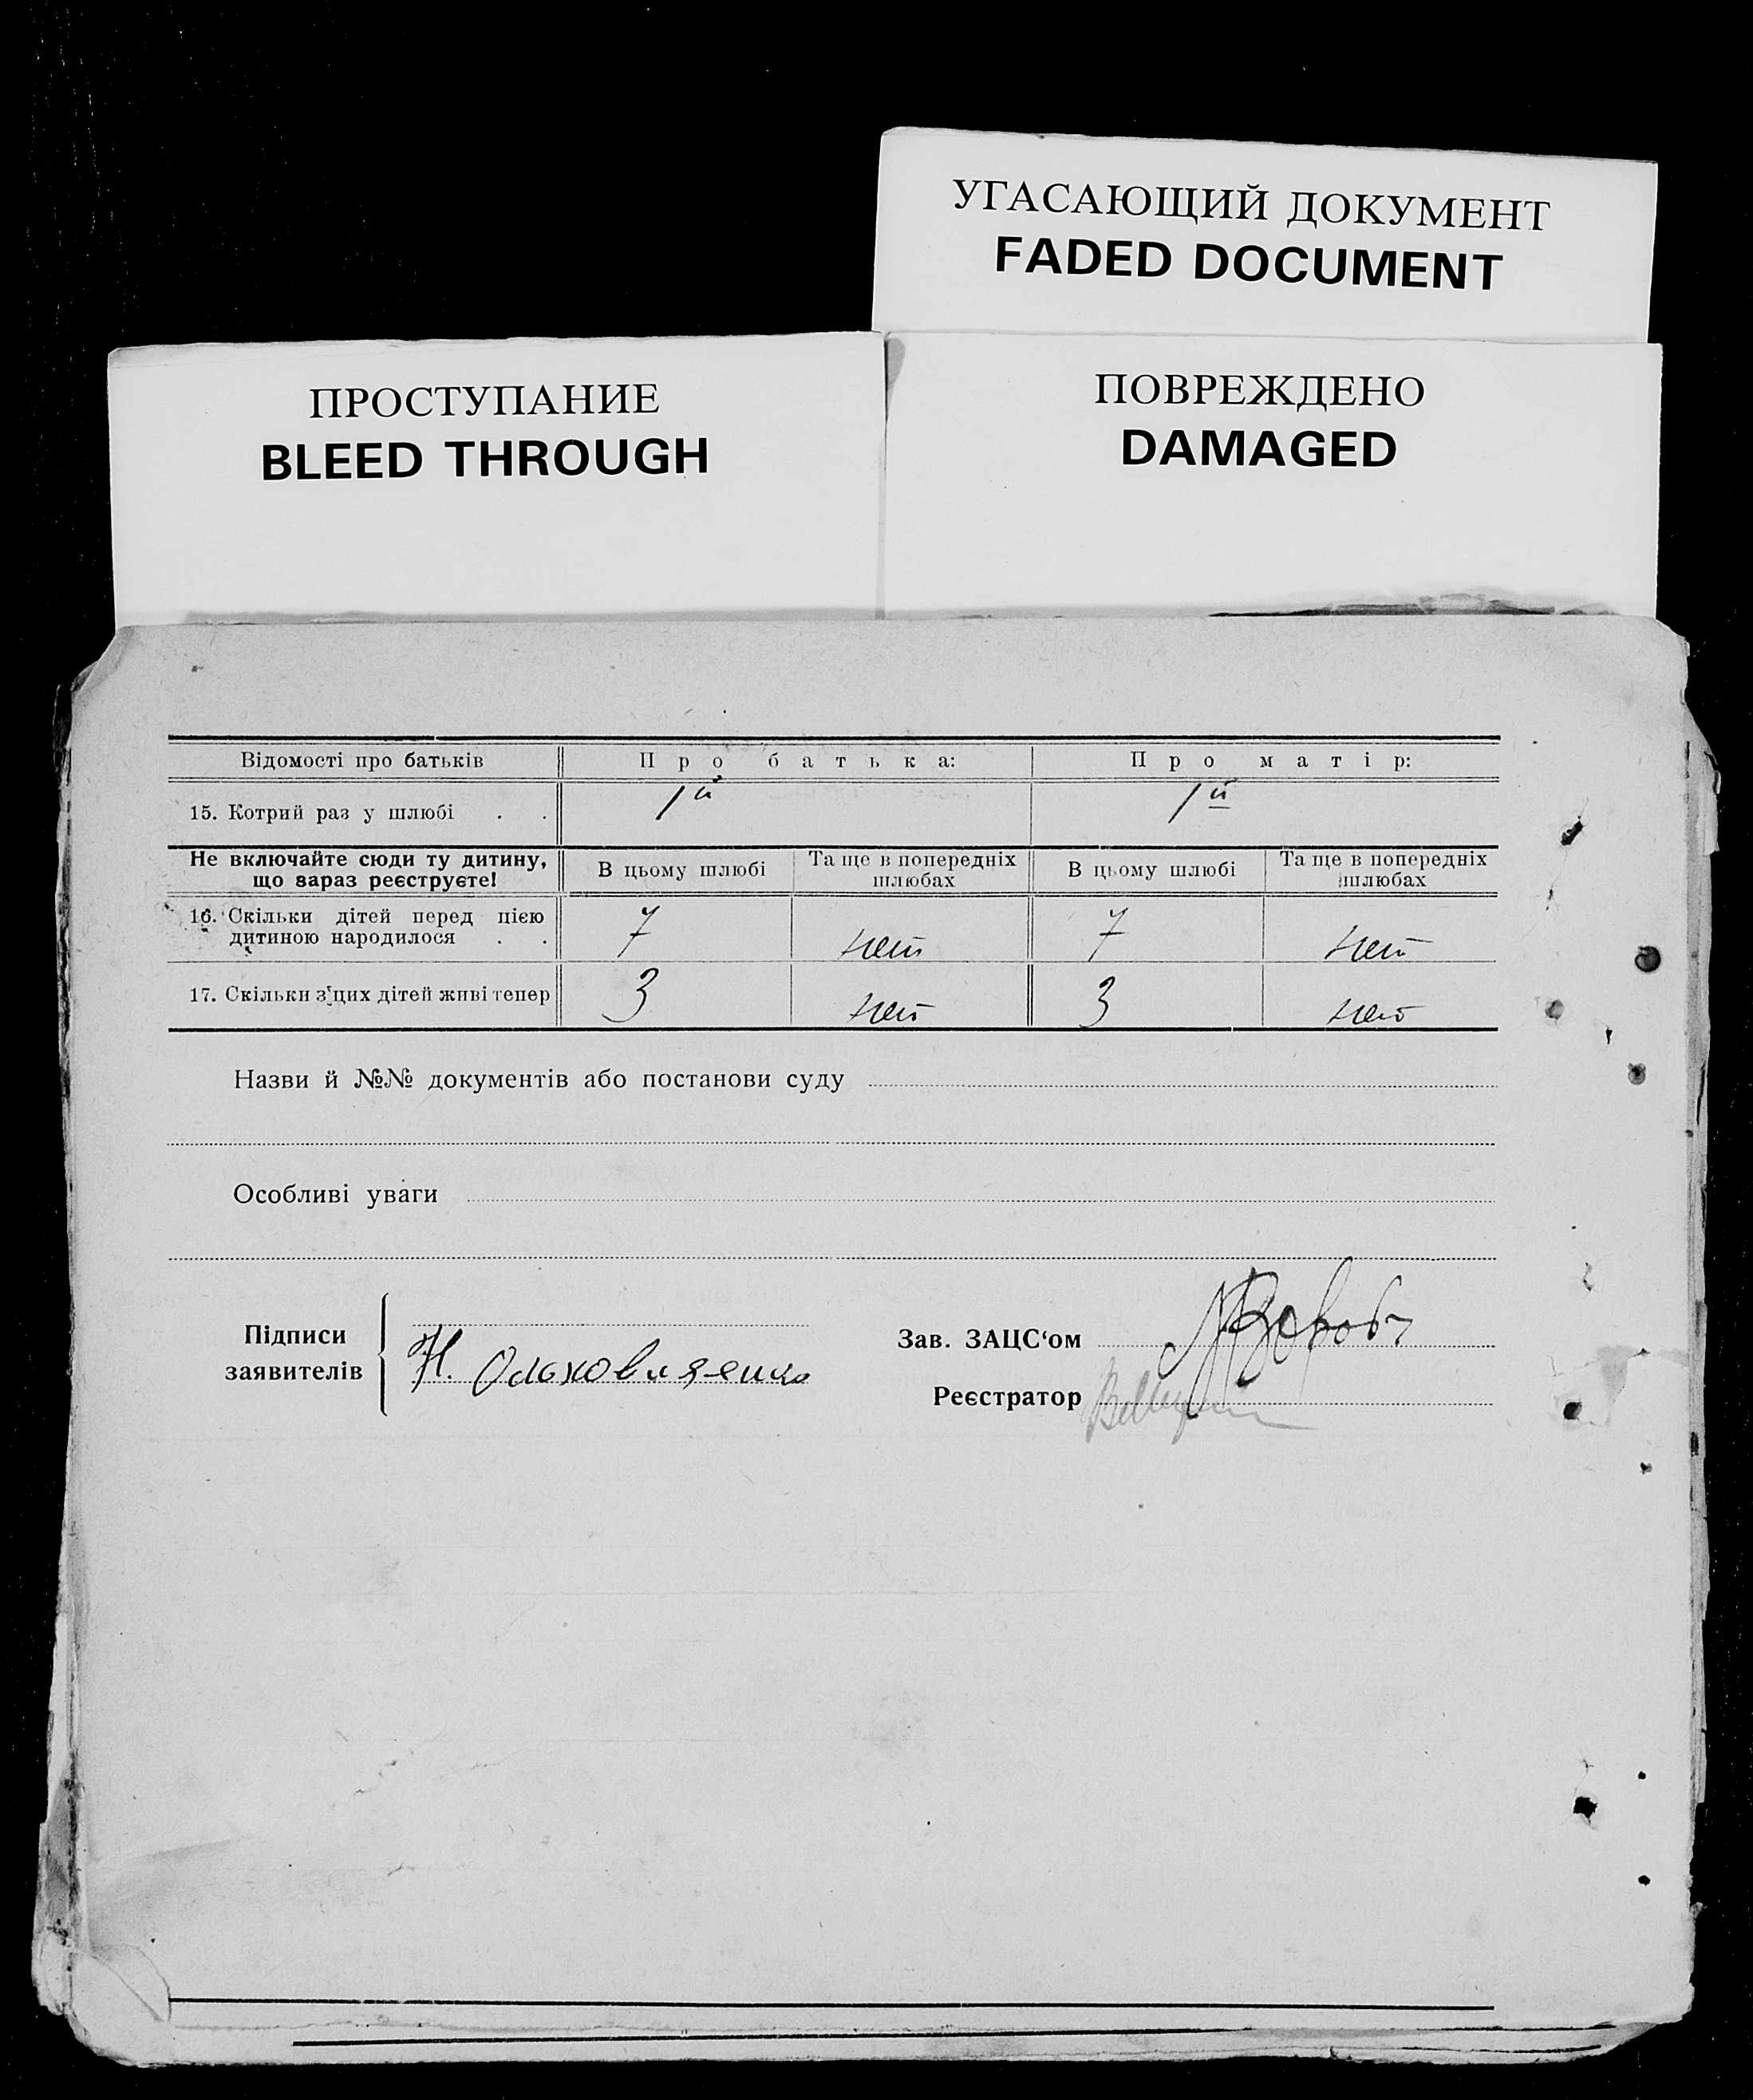 УГАСАЮЩИЙ ДОКУМЕНТ
FADED DOCUMENT
ПРОСТУПАНИЕ
BLEED THROUGH
ПОВРЕЖДЕНО
DAMAGED
Відомості про батьків Про батька: Про матір:
15. Котрий раз у шлюбі . . 1й 1й
Не включайте сюди ту дитину, що зараз реєструєте! В цьому шлюбі Та ще в попередніх шлюбах В цьому шлюбі Та ще в попередніх шлюбах
16. Скільки дітей перед цією дитиною народилося . . 7 нет 7 нет
17. Скільки з цих дітей живі тепер 3 нет 3 нет
Назви й №№ документів або постанови суду
Особливі уваги
Підписи заявителів Н.
Зав. ЗАЦС‘ом
Реєстратор